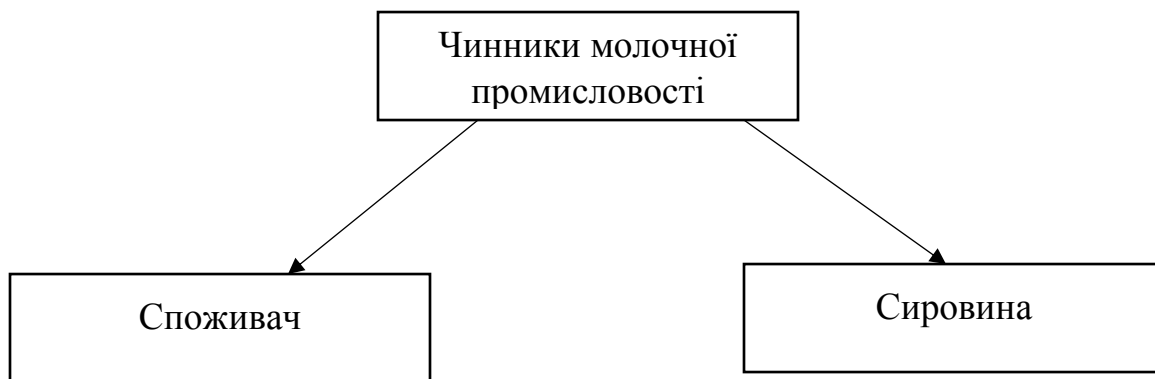 Чинники молочної
промисловості
Споживач
Сировина